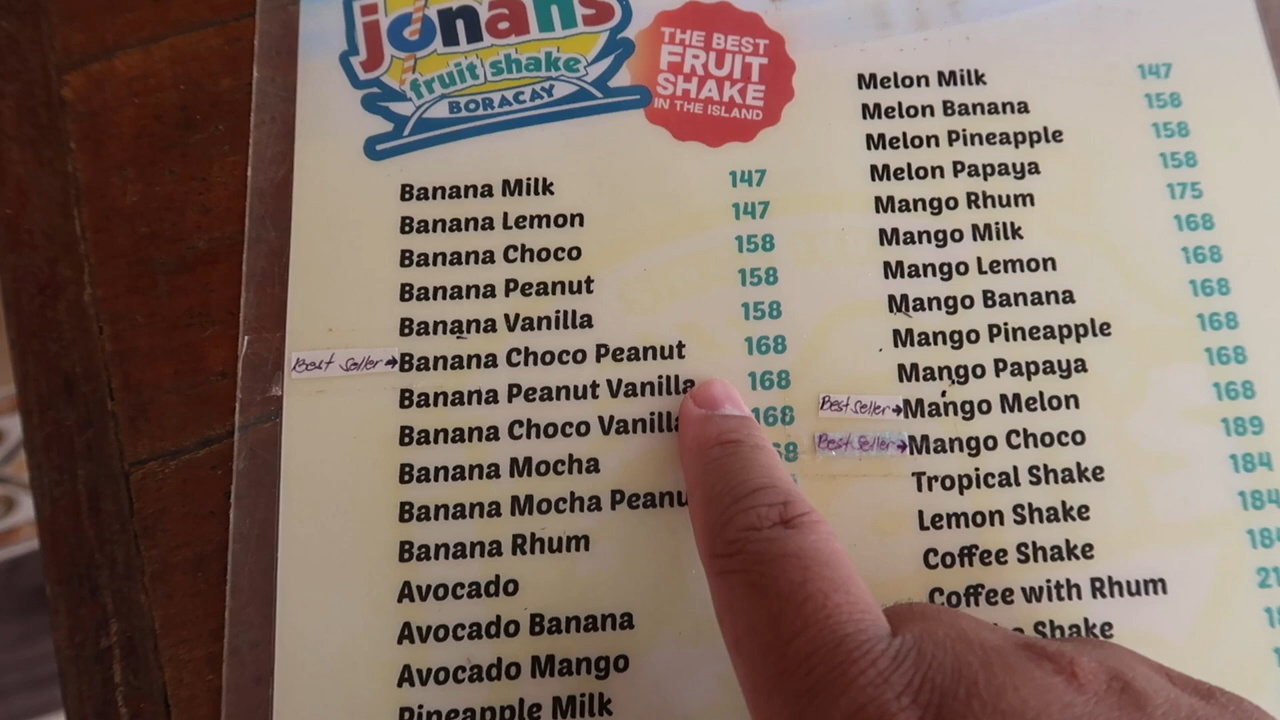 jonahs
fruit shake
BORACAY
THE BEST
FRUIT
SHAKE
IN THE ISLAND
Banana Milk 147
Banana Lemon 147
Banana Choco 158
Banana Peanut 158
Banana Vanilla 158
Best Seller → Banana Choco Peanut 168
Banana Peanut Vanilla 168
Banana Choco Vanilla 168
Banana Mocha
Banana Mocha Peanu
Banana Rhum
Avocado
Avocado Banana
Avocado Mango
Pineapple Milk
Melon Milk 147
Melon Banana 158
Melon Pineapple 158
Melon Papaya 158
Mango Rhum 175
Mango Milk 168
Mango Lemon 168
Mango Banana 168
Mango Pineapple 168
Mango Papaya 168
Best Seller → Mango Melon 168
Best Seller → Mango Choco 189
Tropical Shake 184
Lemon Shake 184
Coffee Shake
Coffee with Rhum
Shake